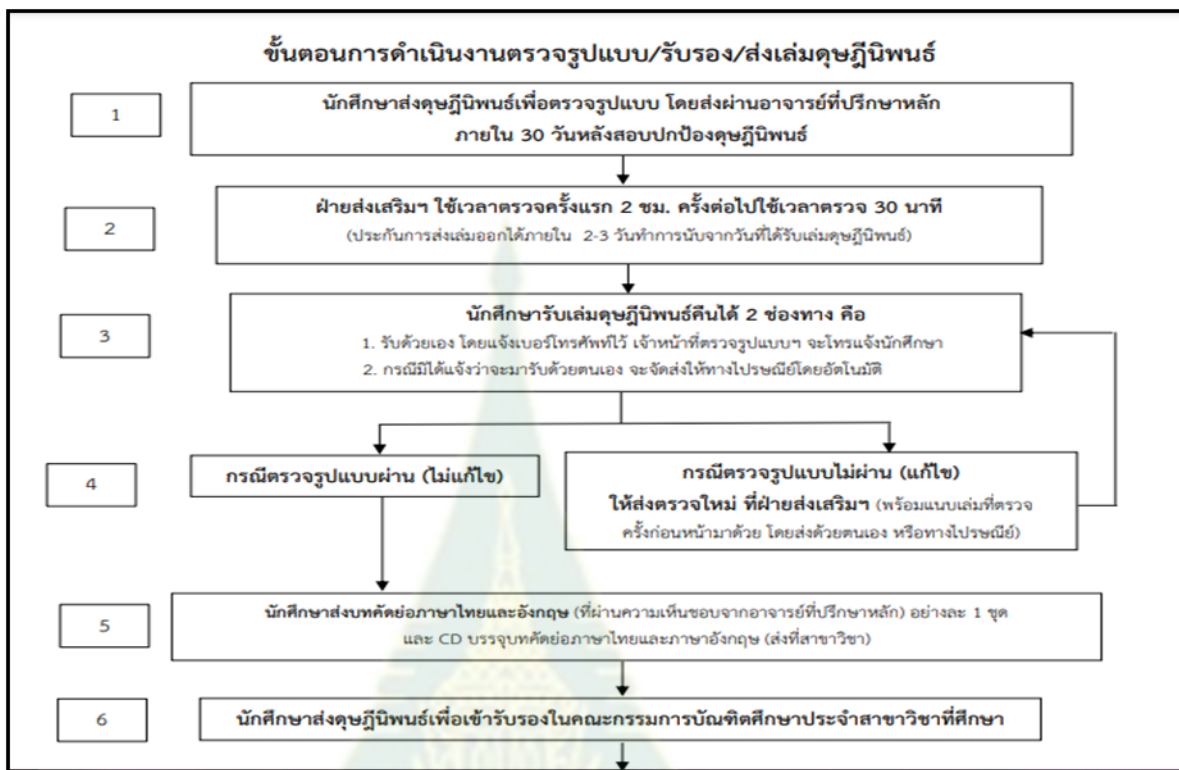 ขั้นตอนการดำเนินงานตรวจรูปแบบ/รับรอง/ส่งเล่มดุษฎีนิพนธ์
1
นักศึกษาส่งดุษฎีนิพนธ์เพื่อตรวจรูปแบบ โดยส่งผ่านอาจารย์ที่ปรึกษาหลัก
ภายใน 30 วันหลังสอบปกป้องดุษฎีนิพนธ์
2
ฝ่ายส่งเสริมฯ ใช้เวลาตรวจครั้งแรก 2 ชม. ครั้งต่อไปใช้เวลาตรวจ 30 นาที
(ประกันการส่งเล่มออกได้ภายใน 2-3 วันทำการนับจากวันที่ได้รับเล่มดุษฎีนิพนธ์)
3
นักศึกษารับเล่มดุษฎีนิพนธ์คืนได้ 2 ช่องทาง คือ
1. รับด้วยเอง โดยแจ้งเบอร์โทรศัพท์ไว้ เจ้าหน้าที่ตรวจรูปแบบฯ จะโทรแจ้งนักศึกษา
2. กรณีมิได้แจ้งว่าจะมารับด้วยตนเอง จะจัดส่งให้ทางไปรษณีย์โดยอัตโนมัติ
4
กรณีตรวจรูปแบบผ่าน (ไม่แก้ไข)
กรณีตรวจรูปแบบไม่ผ่าน (แก้ไข)
ให้ส่งตรวจใหม่ ที่ฝ่ายส่งเสริมฯ (พร้อมแนบเล่มที่ตรวจ
ครั้งก่อนหน้ามาด้วย โดยส่งด้วยตนเอง หรือทางไปรษณีย์)
5
นักศึกษาส่งบทคัดย่อภาษาไทยและอังกฤษ (ที่ผ่านความเห็นชอบจากอาจารย์ที่ปรึกษาหลัก) อย่างละ 1 ชุด
และ CD บรรจุบทคัดย่อภาษาไทยและภาษาอังกฤษ (ส่งที่สาขาวิชา)
6
นักศึกษาส่งดุษฎีนิพนธ์เพื่อเข้ารับรองในคณะกรรมการบัณฑิตศึกษาประจำสาขาวิชาที่ศึกษา